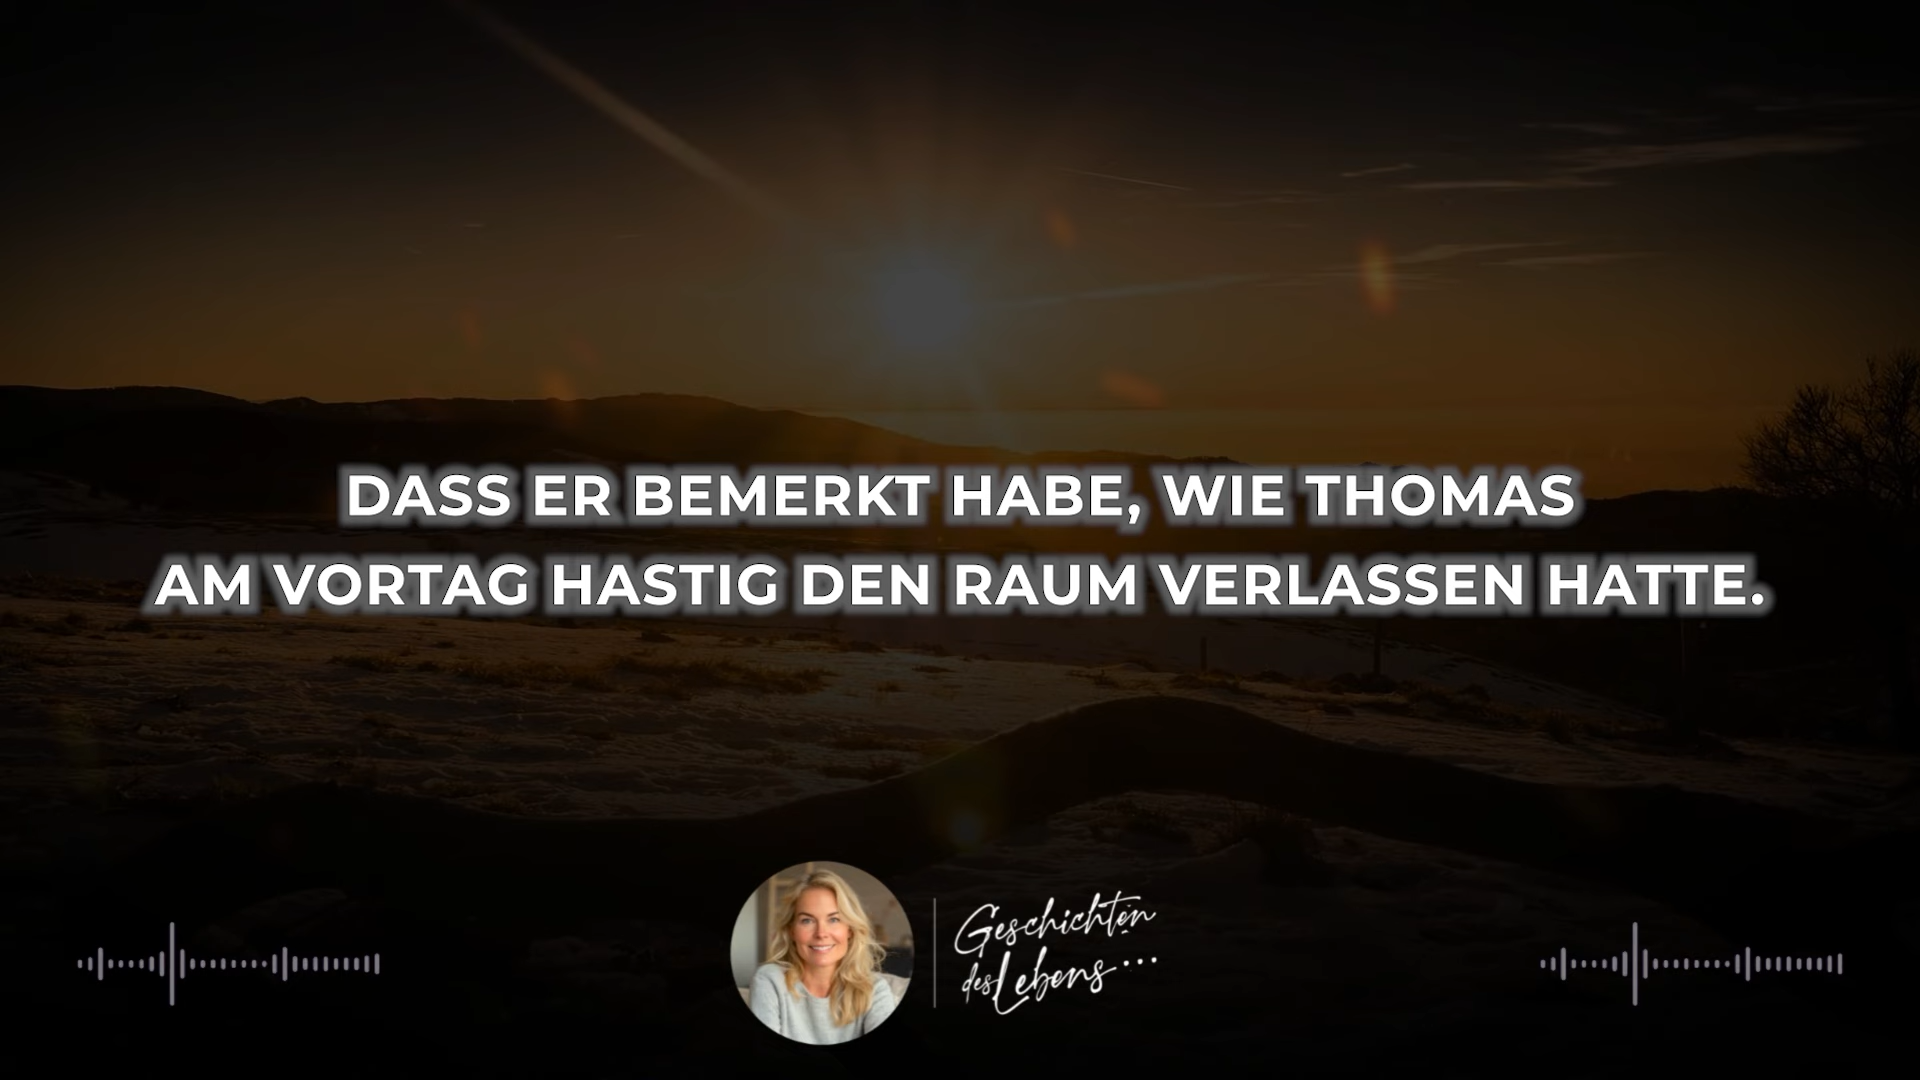 DASS ER BEMERKT HABE, WIE THOMAS
AM VORTAG HASTIG DEN RAUM VERLASSEN HATTE.
Geschichten
des Lebens...